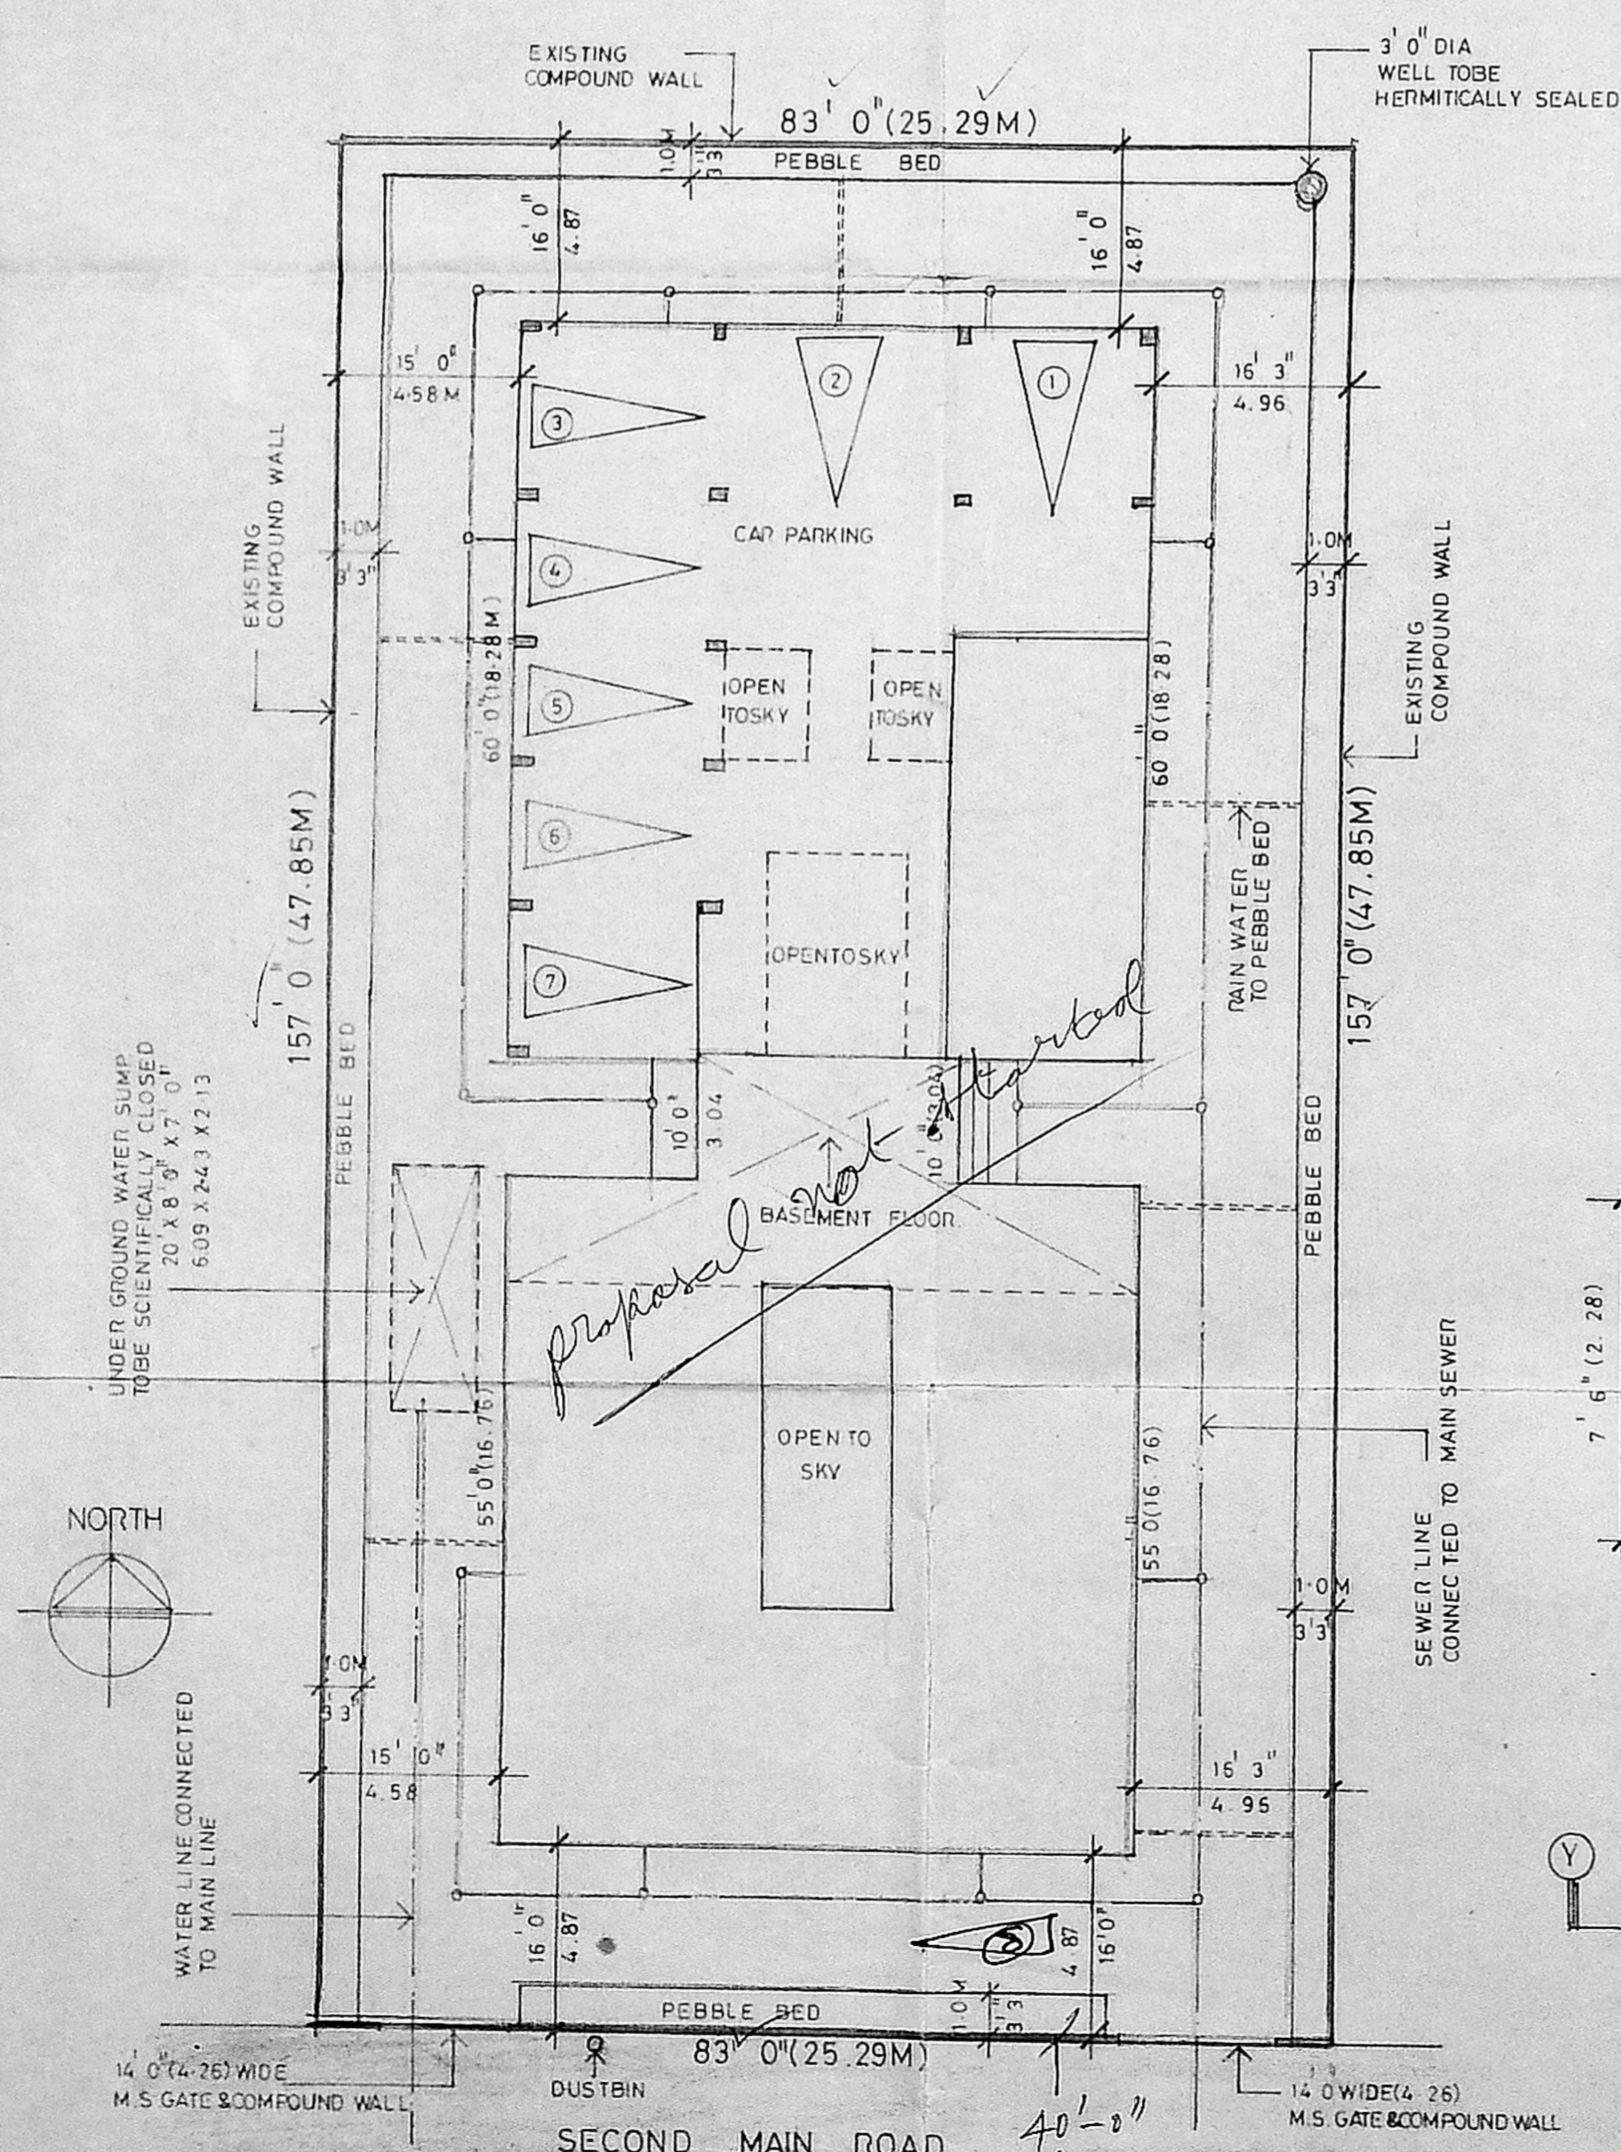 EXISTING
COMPOUND WALL
3' 0" DIA
WELL TOBE
HERMITICALLY SEALED
83' 0"(25.29M)
1.0M
3'3"
PEBBLE BED
16' 0"
4.87
16' 0"
4.87
15' 0"
4.58 M
16' 3"
4.96
1
2
3
4
5
6
7
CAR PARKING
EXISTING
COMPOUND WALL
1.0M
3'3"
1.0M
3'3"
EXISTING
COMPOUND WALL
60' 0"(18.28 M)
60' 0"(18 28)
OPEN
TOSKY
OPEN
TOSKY
OPENTOSKY
157' 0" (47.85M)
157' 0"(47.85M)
RAIN WATER
TO PEBBLE BED
PEBBLE BED
PEBBLE BED
UNDER GROUND WATER SUMP
TOBE SCIENTIFICALLY CLOSED
20' X 8' 0" X 7' 0"
6.09 X 2.43 X 2.13
10' 0"
3.04
10' 0"(3.04)
proposal not started
BASEMENT FLOOR
OPEN TO
SKY
55' 0"(16.76)
55' 0"(16 76)
7' 6"(2. 28)
SEWER LINE
CONNECTED TO MAIN SEWER
NORTH
1.0M
3'3"
1.0M
3'3"
15' 0"
4.58
16' 3"
4.96
WATER LINE CONNECTED
TO MAIN LINE
Y
16' 0"
4.87
8
4.87
16' 0"
PEBBLE BED
1.0M
3'3"
83' 0"(25.29M)
14' 0"(4.26) WIDE
M.S GATE & COMPOUND WALL
DUSTBIN
14' 0 WIDE(4.26)
M.S. GATE & COMPOUND WALL
40'-0"
SECOND MAIN ROAD